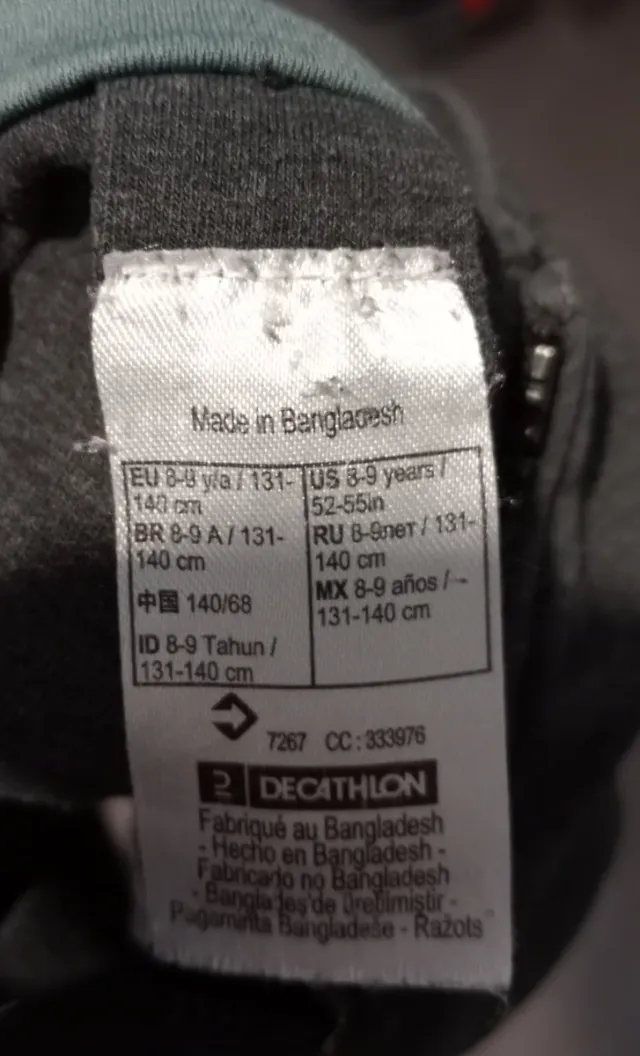 Made in Bangladesh
EU 8-9 y/a / 131-
140 cm
BR 8-9 A / 131-
140 cm
中国 140/68
ID 8-9 Tahun /
131-140 cm
US 8-9 years /
52-55in
RU 8-9лет / 131-
140 cm
MX 8-9 años /
131-140 cm
7267 CC:333976
DECATHLON
Fabriqué au Bangladesh
- Hecho en Bangladesh -
Fabricado no Bangladesh
- Bangladeş'de üretilmiştir -
Pagaminta Bangladeše - Ražots